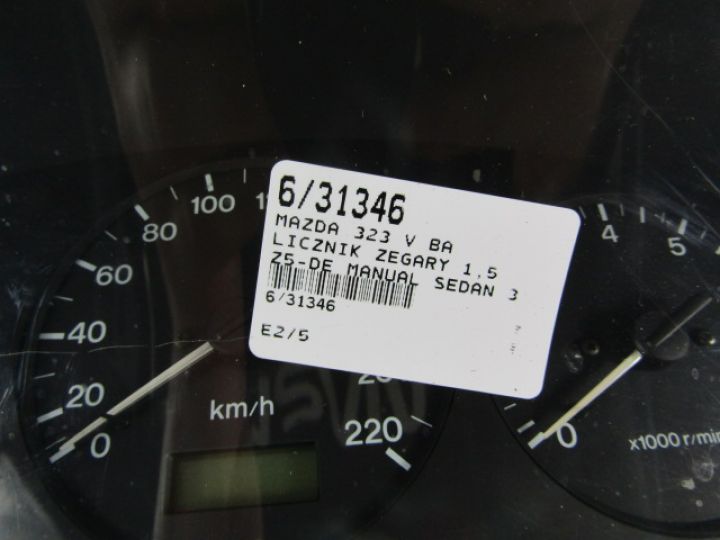 6/31346
MAZDA 323 V BA
LICZNIK ZEGARY 1,5
Z5-DE MANUAL SEDAN 3
6/31346
E2/5
0
20
40
60
80
100
220
km/h
0
4
5
x1000 r/min